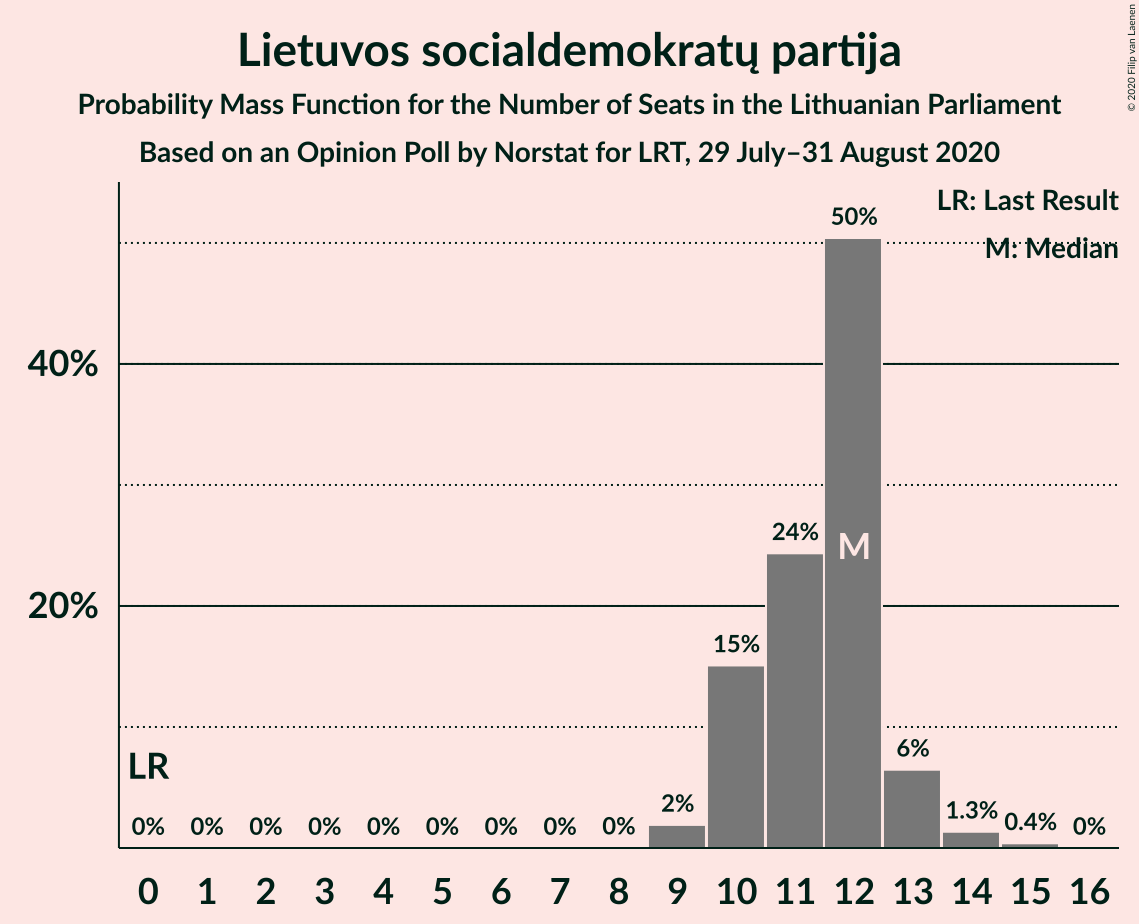 Lietuvos socialdemokratų partija
Probability Mass Function for the Number of Seats in the Lithuanian Parliament
Based on an Opinion Poll by Norstat for LRT, 29 July–31 August 2020
© 2020 Filip van Laenen
LR: Last Result
M: Median
50%
40%
24%
M
20%
15%
6%
LR
2%
1.3%
0.4%
0% 0% 0% 0% 0% 0% 0% 0% 0% 0%
0 1 2 3 4 5 6 7 8 9 10 11 12 13 14 15 16